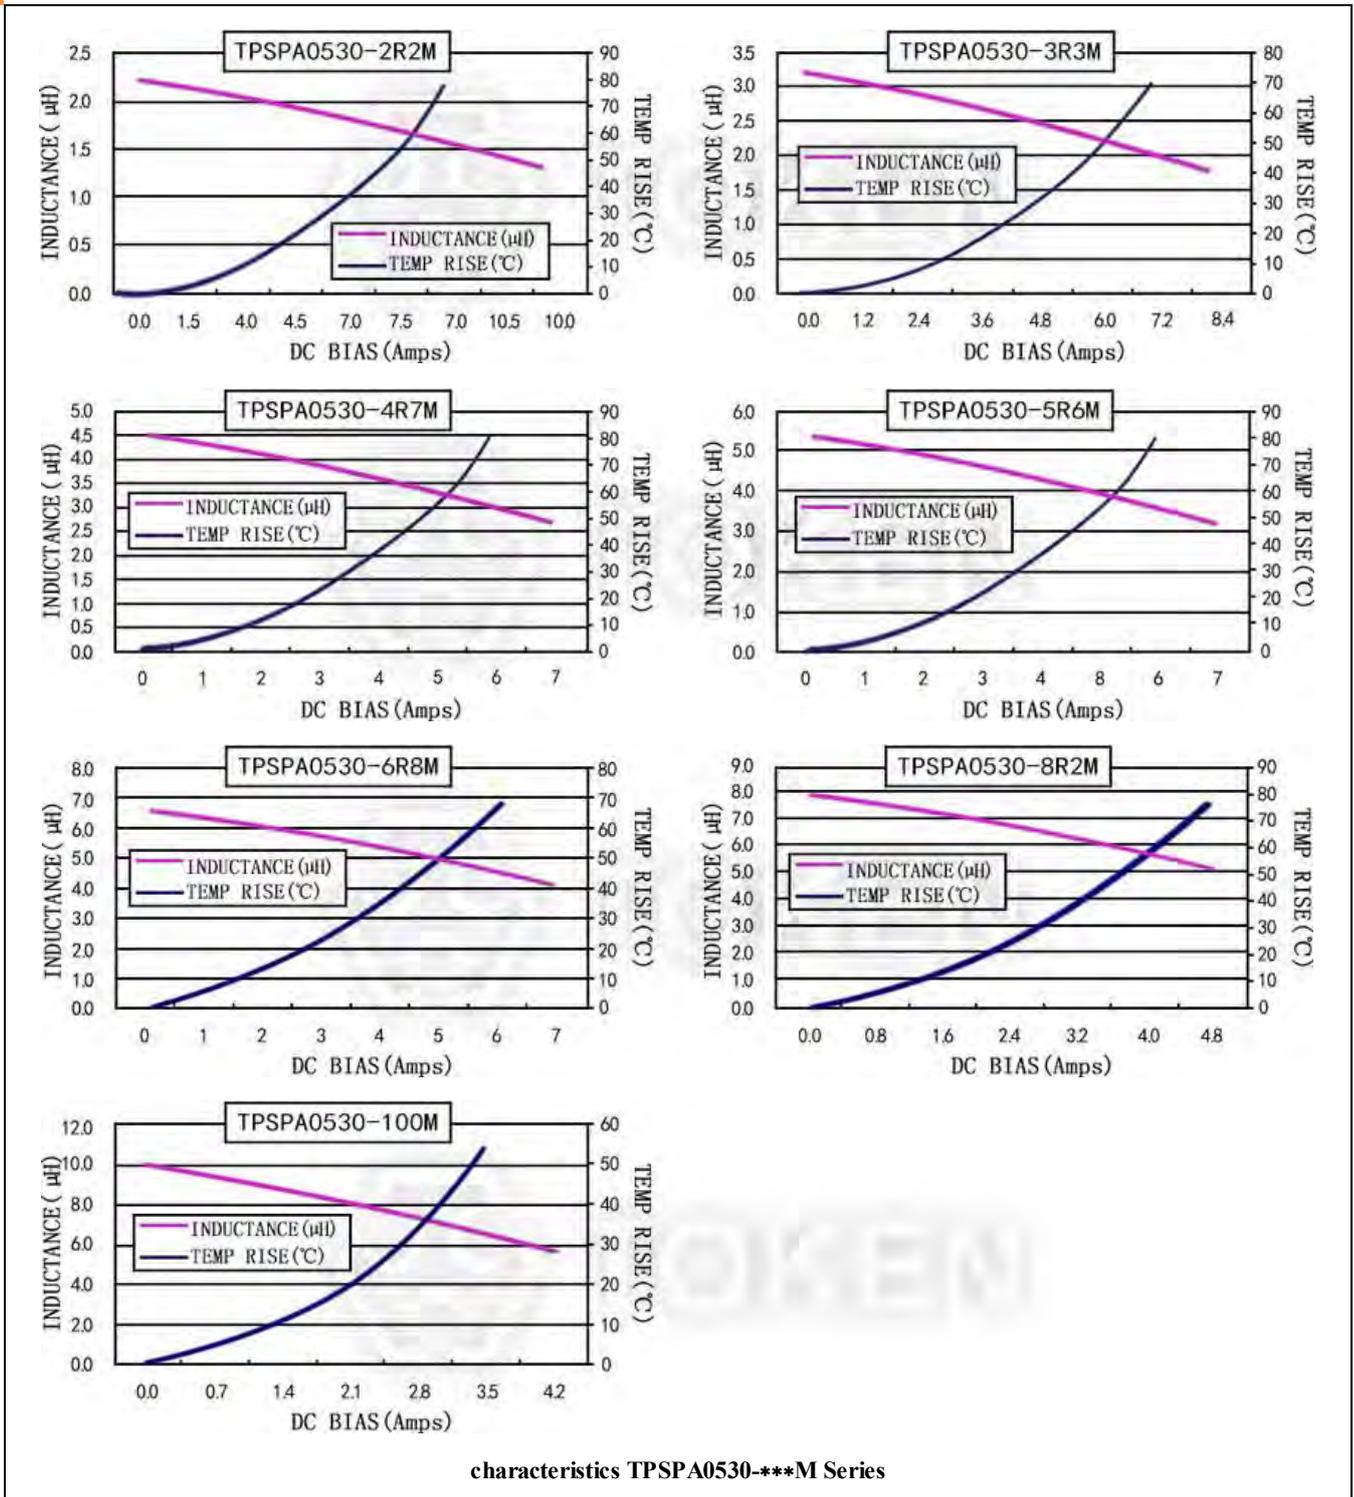 TPSPA0530-2R2M
2.5
2.0
1.5
1.0
0.5
0.0
INDUCTANCE( μH)
90
80
70
60
50
40
30
20
10
0
TEMP RISE(℃)
INDUCTANCE(μH)
TEMP RISE(℃)
0.0 1.5 4.0 4.5 7.0 7.5 7.0 10.5 10.0
DC BIAS(Amps)
TPSPA0530-3R3M
3.5
3.0
2.5
2.0
1.5
1.0
0.5
0.0
INDUCTANCE( μH)
80
70
60
50
40
30
20
10
0
TEMP RISE(℃)
INDUCTANCE(μH)
TEMP RISE(℃)
0.0 1.2 2.4 3.6 4.8 6.0 7.2 8.4
DC BIAS(Amps)
TPSPA0530-4R7M
5.0
4.5
4.0
3.5
3.0
2.5
2.0
1.5
1.0
0.5
0.0
INDUCTANCE( μH)
90
80
70
60
50
40
30
20
10
0
TEMP RISE(℃)
INDUCTANCE(μH)
TEMP RISE(℃)
0 1 2 3 4 5 6 7
DC BIAS(Amps)
TPSPA0530-5R6M
6.0
5.0
4.0
3.0
2.0
1.0
0.0
INDUCTANCE( μH)
90
80
70
60
50
40
30
20
10
0
TEMP RISE(℃)
INDUCTANCE(μH)
TEMP RISE(℃)
0 1 2 3 4 8 6 7
DC BIAS(Amps)
TPSPA0530-6R8M
8.0
7.0
6.0
5.0
4.0
3.0
2.0
1.0
0.0
INDUCTANCE( μH)
80
70
60
50
40
30
20
10
0
TEMP RISE(℃)
INDUCTANCE(μH)
TEMP RISE(℃)
0 1 2 3 4 5 6 7
DC BIAS(Amps)
TPSPA0530-8R2M
9.0
8.0
7.0
6.0
5.0
4.0
3.0
2.0
1.0
0.0
INDUCTANCE( μH)
90
80
70
60
50
40
30
20
10
0
TEMP RISE(℃)
INDUCTANCE(μH)
TEMP RISE(℃)
0.0 0.8 1.6 2.4 3.2 4.0 4.8
DC BIAS(Amps)
TPSPA0530-100M
12.0
10.0
8.0
6.0
4.0
2.0
0.0
INDUCTANCE( μH)
60
50
40
30
20
10
0
TEMP RISE(℃)
INDUCTANCE(μH)
TEMP RISE(℃)
0.0 0.7 1.4 2.1 2.8 3.5 4.2
DC BIAS(Amps)
OKEN
characteristics TPSPA0530-***M Series